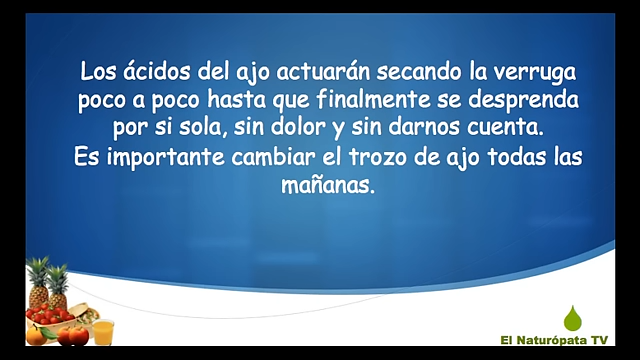 Los ácidos del ajo actuarán secando la verruga
poco a poco hasta que finalmente se desprenda
por si sola, sin dolor y sin darnos cuenta.
Es importante cambiar el trozo de ajo todas las
mañanas.
El Naturópata TV